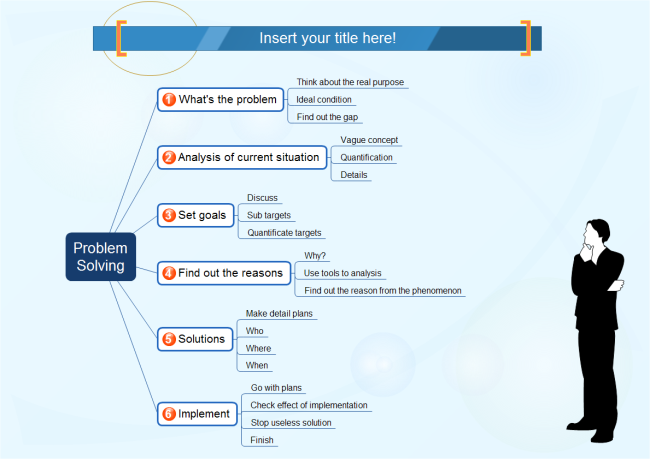 Insert your title here!
Problem
Solving
1 What's the problem
Think about the real purpose
Ideal condition
Find out the gap
2 Analysis of current situation
Vague concept
Quantification
Details
3 Set goals
Discuss
Sub targets
Quantificate targets
4 Find out the reasons
Why?
Use tools to analysis
Find out the reason from the phenomenon
5 Solutions
Make detail plans
Who
Where
When
6 Implement
Go with plans
Check effect of implementation
Stop useless solution
Finish